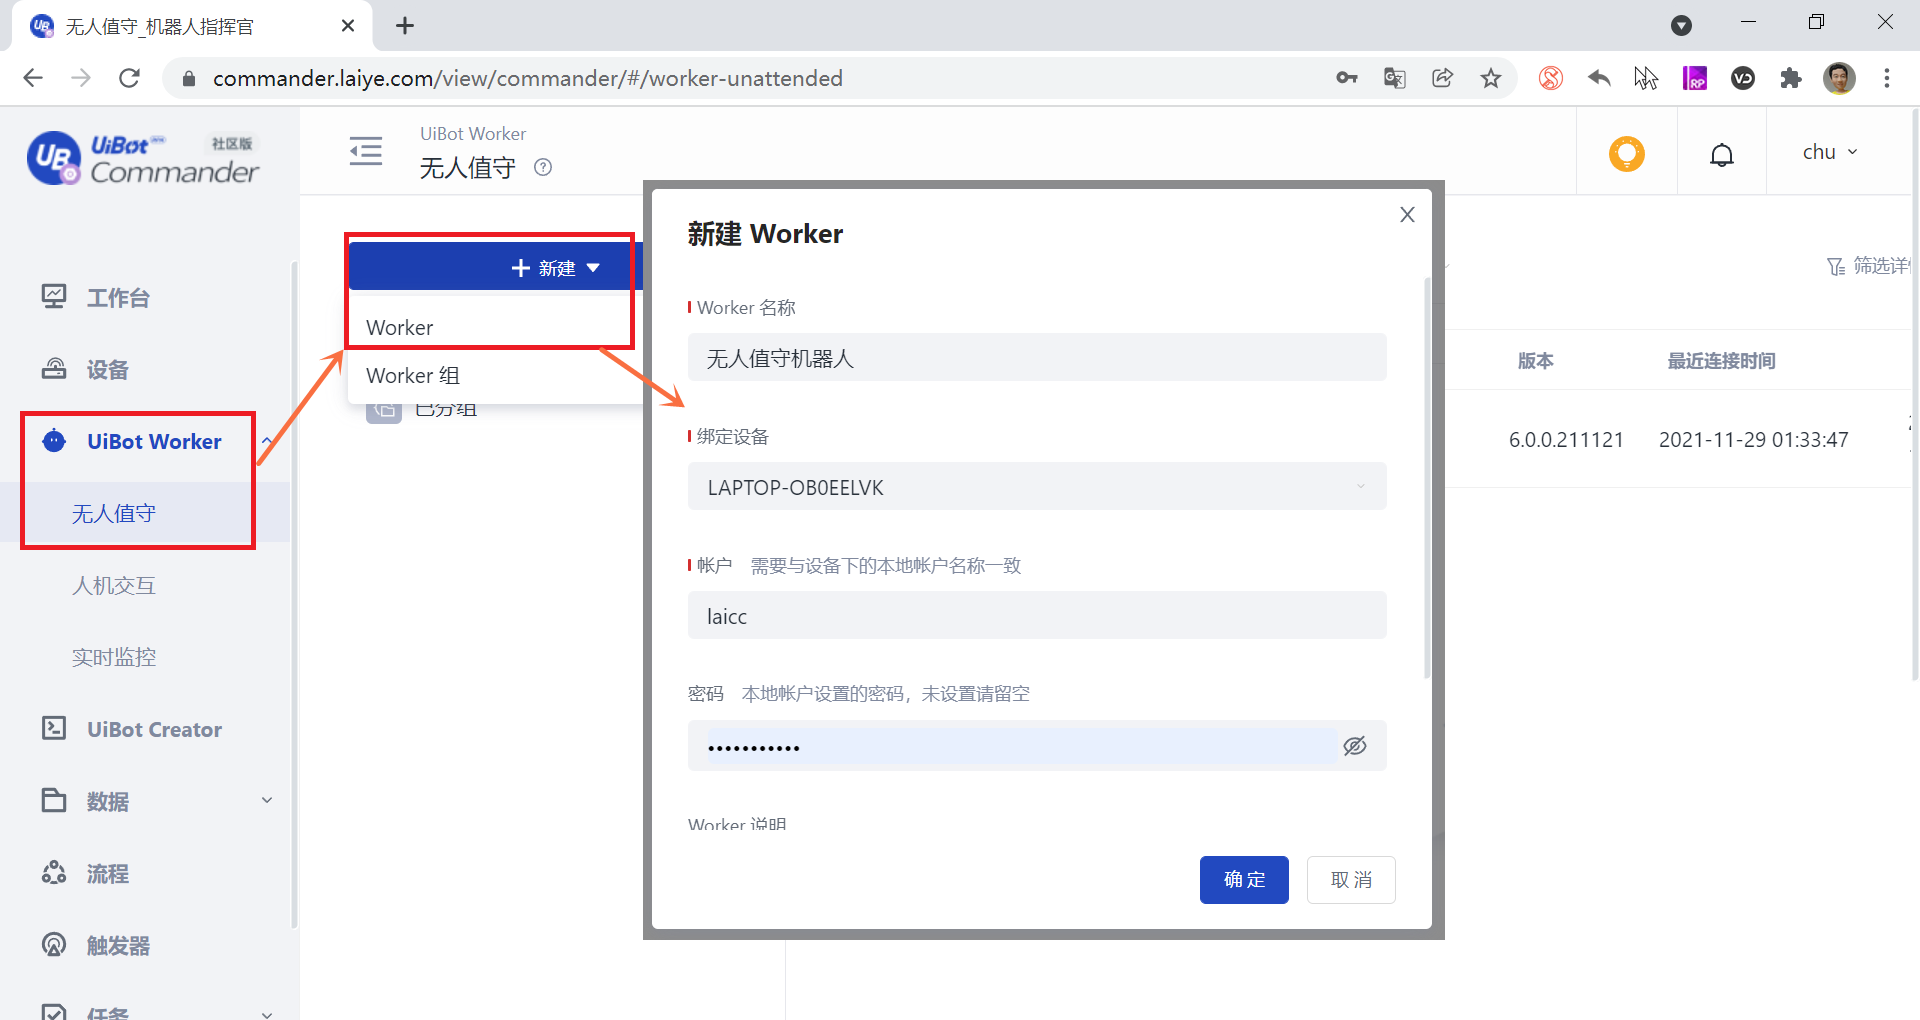 无人值守_机器人指挥官
commander.laiye.com/view/commander/#/worker-unattended
UB UiBot 社区版
Commander
工作台
设备
UiBot Worker
无人值守
人机交互
实时监控
UiBot Creator
数据
流程
触发器
任务
UiBot Worker
无人值守
chu
新建
Worker
Worker 组
已分组
筛选详
版本
最近连接时间
6.0.0.211121
2021-11-29 01:33:47
新建 Worker
Worker 名称
无人值守机器人
绑定设备
LAPTOP-OB0EELVK
帐户 需要与设备下的本地帐户名称一致
laicc
密码 本地帐户设置的密码，未设置请留空
•••••••••••
Worker 说明
确定
取消